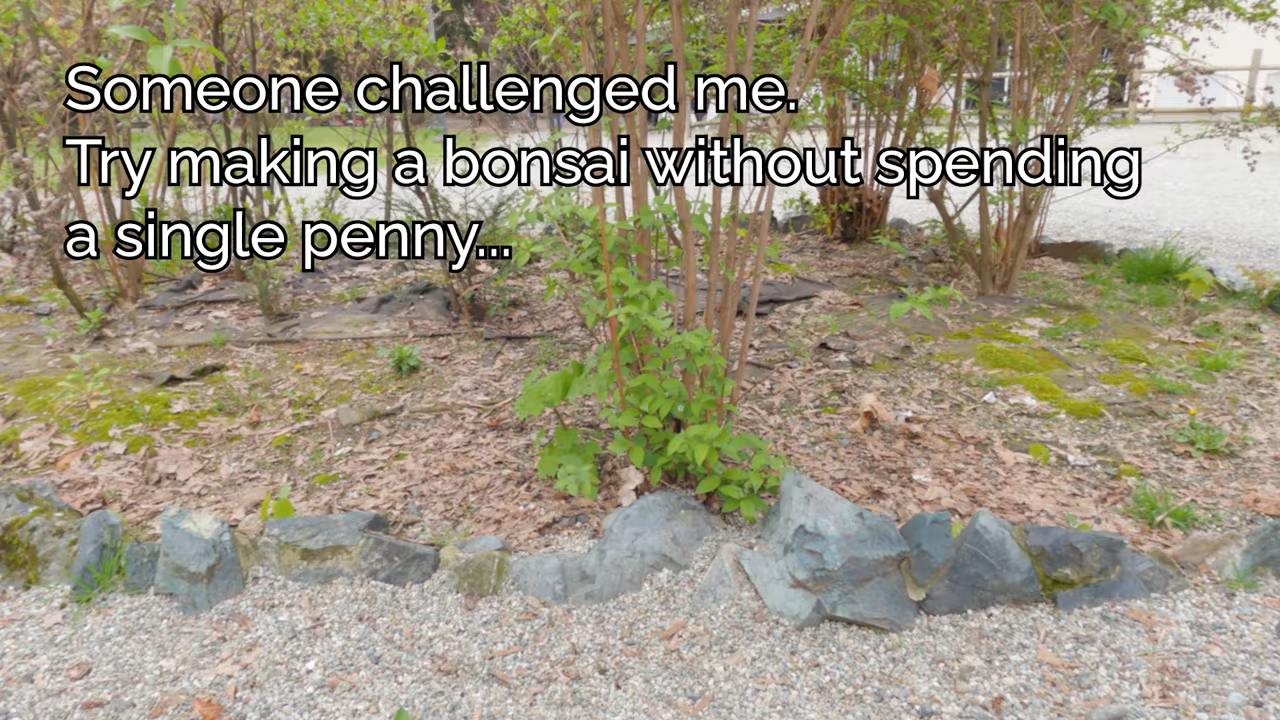 Someone challenged me.
Try making a bonsai without spending
a single penny...